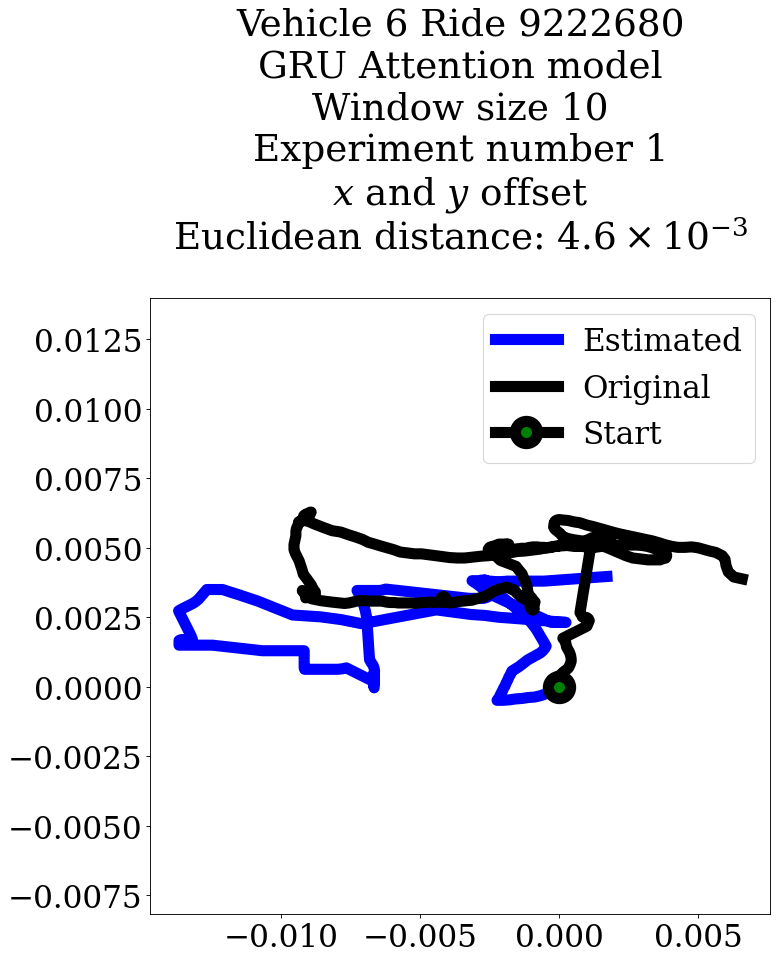 Vehicle 6 Ride 9222680
GRU Attention model
Window size 10
Experiment number 1
x and y offset
Euclidean distance: 4.6 × 10⁻³
Estimated
Original
Start
0.0125
0.0100
0.0075
0.0050
0.0025
0.0000
−0.0025
−0.0050
−0.0075
−0.010 −0.005 0.000 0.005